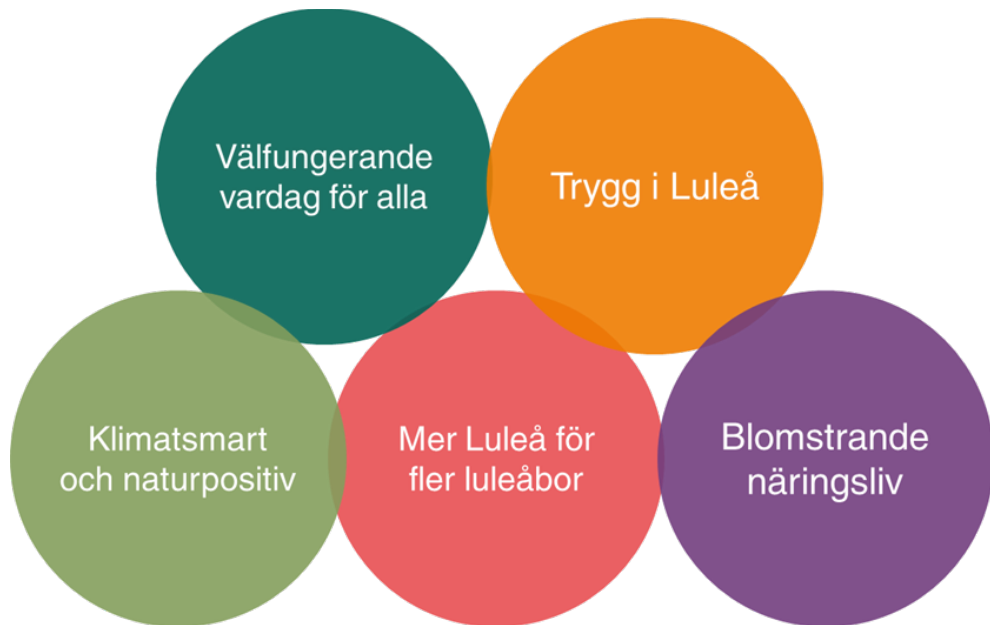 Välfungerande
vardag för alla
Trygg i Luleå
Klimatsmart
och naturpositiv
Mer Luleå för
fler luleåbor
Blomstrande
näringsliv